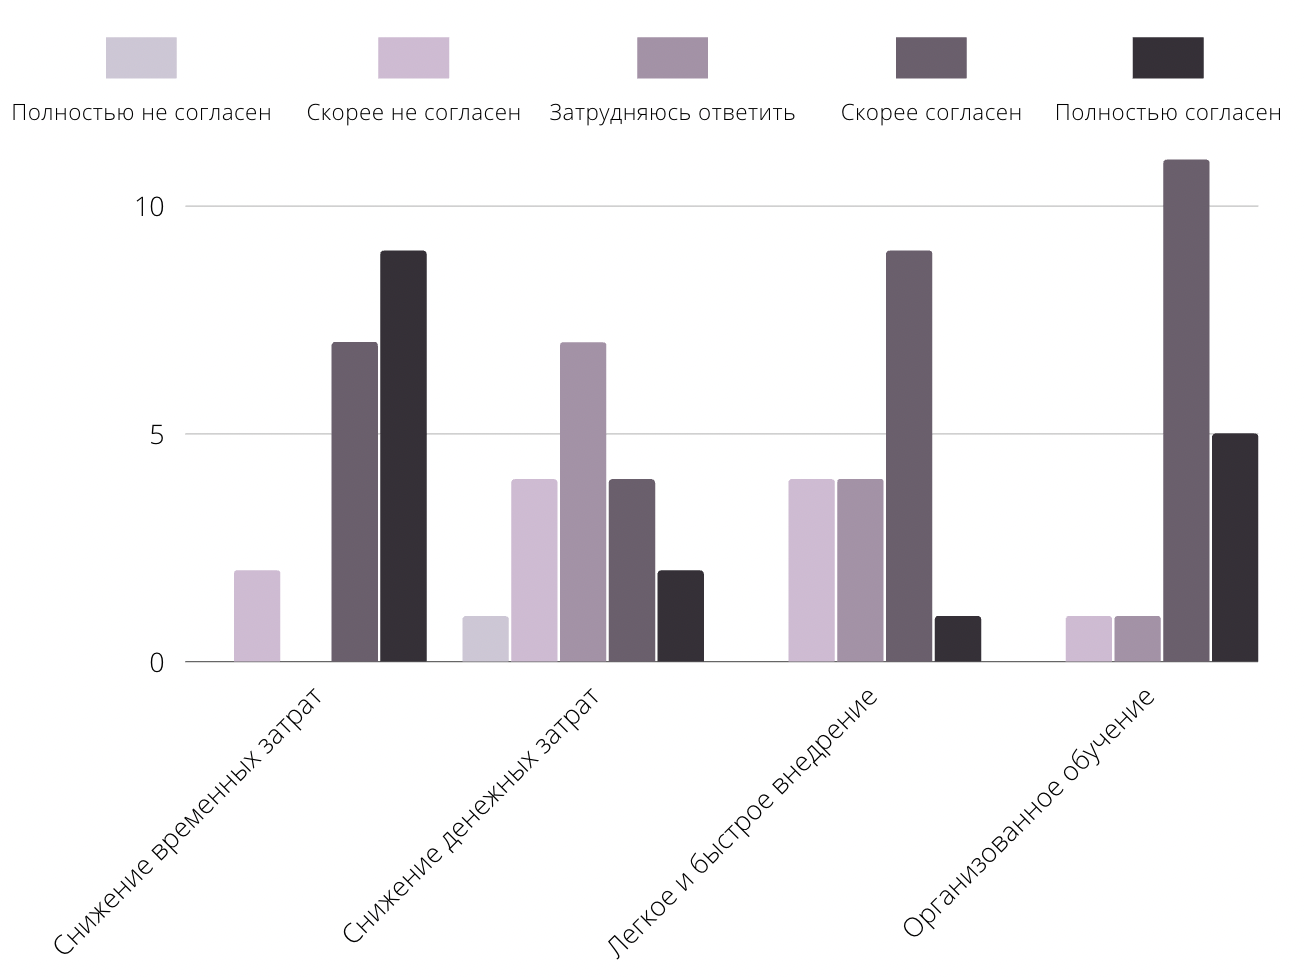 Полностью не согласен
Скорее не согласен
Затрудняюсь ответить
Скорее согласен
Полностью согласен
10
5
0
Снижение временных затрат
Снижение денежных затрат
Легкое и быстрое внедрение
Организованное обучение